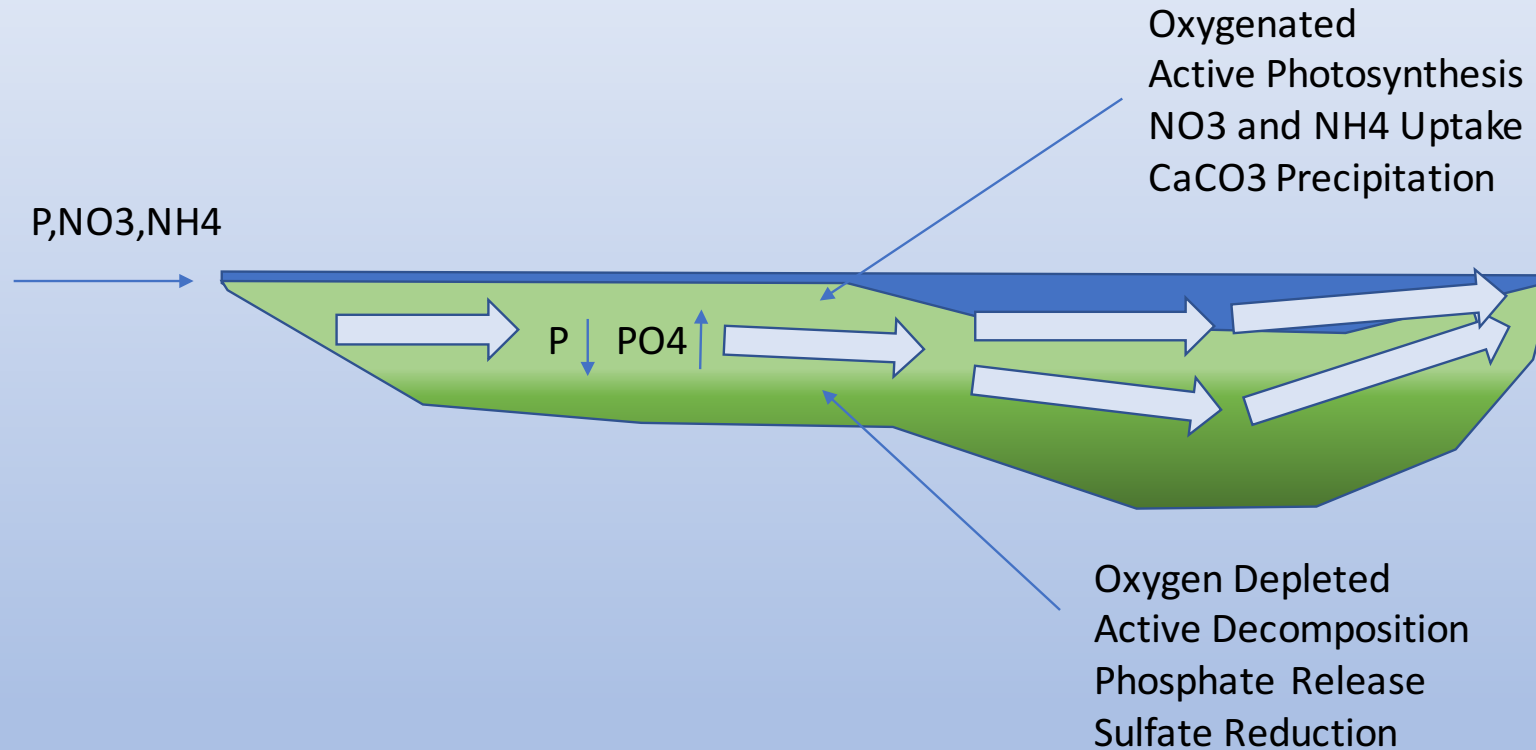 Oxygenated
Active Photosynthesis
NO3 and NH4 Uptake
CaCO3 Precipitation
P,NO3,NH4
P PO4
Oxygen Depleted
Active Decomposition
Phosphate Release
Sulfate Reduction